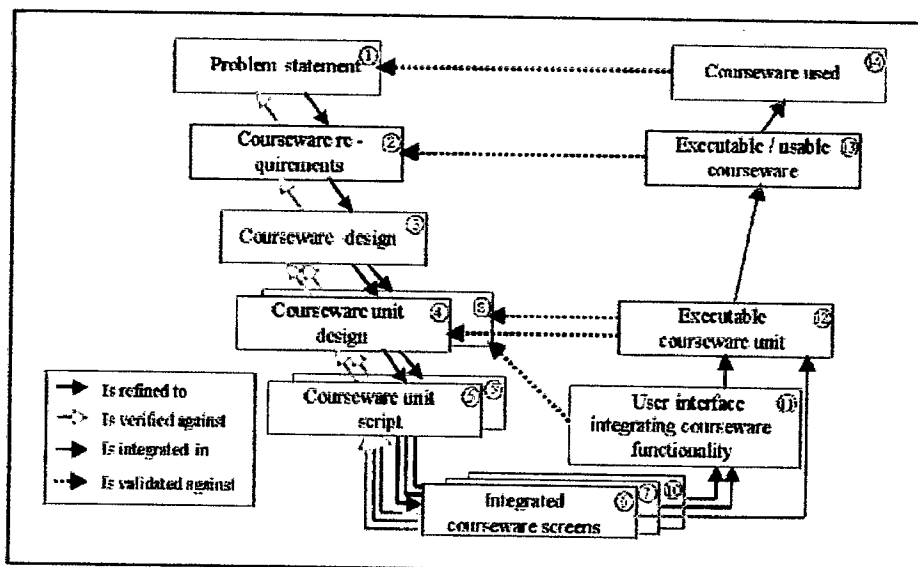 Problem statement
1
Courseware used
14
Courseware re -
quirements
2
Executable / usable
courseware
13
Courseware design
3
Courseware unit
design
4
8
Executable
courseware unit
12
Is refined to
Is verified against
Is integrated in
Is validated against
Courseware unit
script
5
User interface
integrating courseware
functionality
11
Integrated
courseware screens
6
7
10